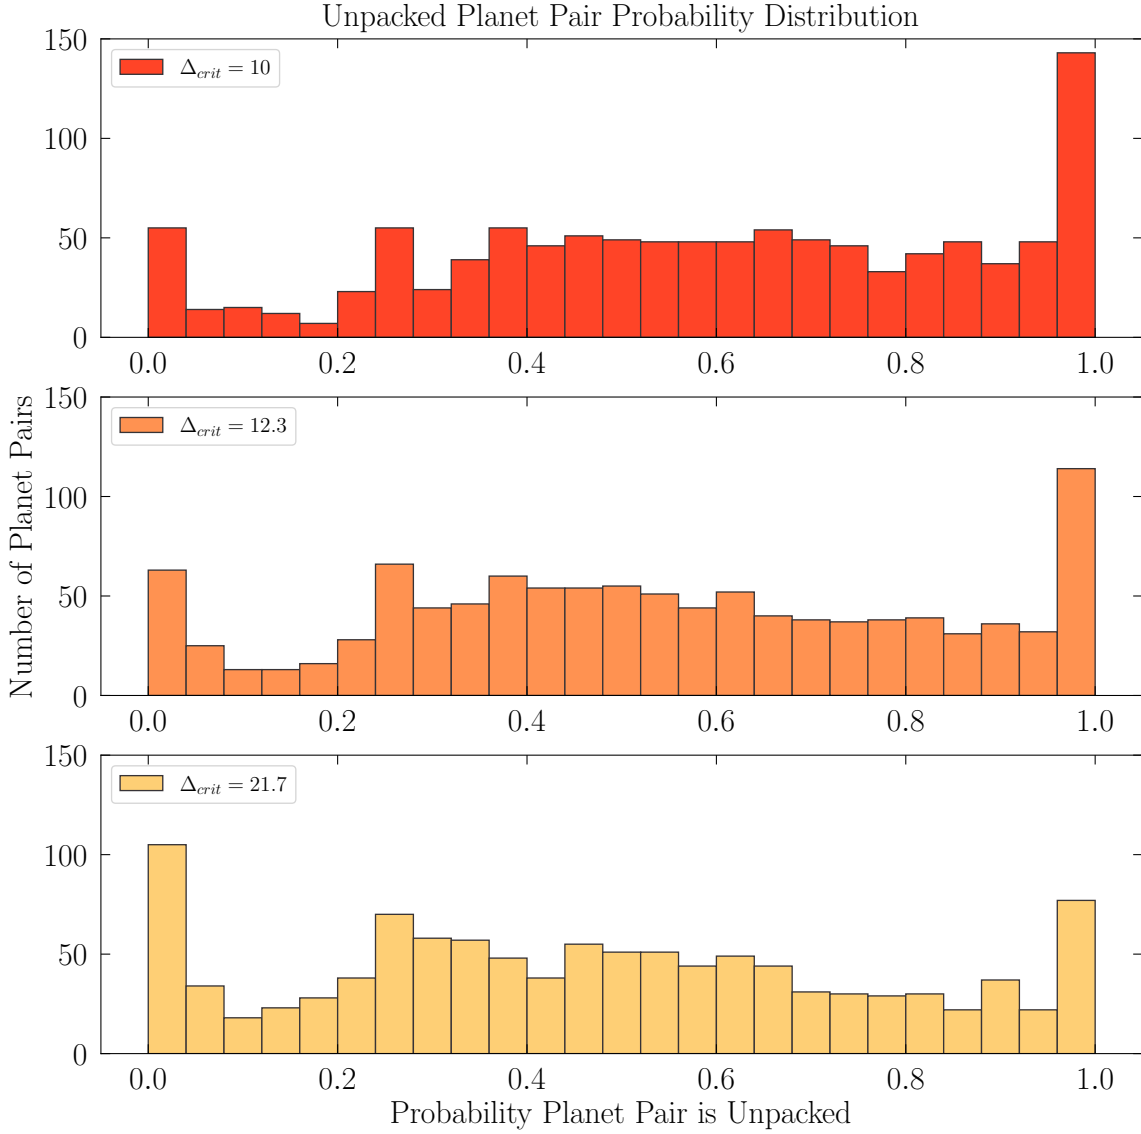 Unpacked Planet Pair Probability Distribution
150
100
50
0
Δcrit = 10
0.0 0.2 0.4 0.6 0.8 1.0
Number of Planet Pairs
150
100
50
0
Δcrit = 12.3
0.0 0.2 0.4 0.6 0.8 1.0
150
100
50
0
Δcrit = 21.7
0.0 0.2 0.4 0.6 0.8 1.0
Probability Planet Pair is Unpacked